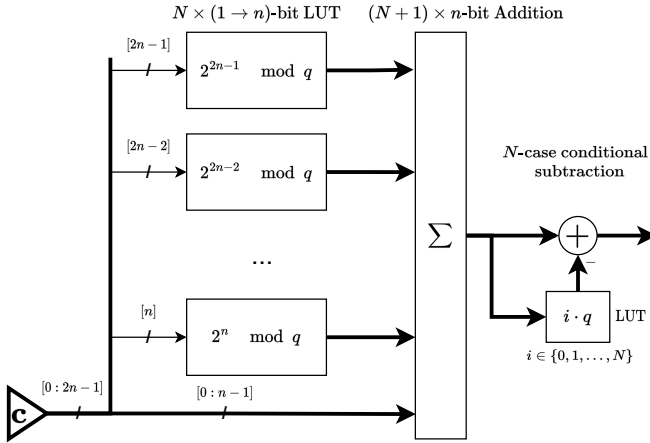 N × (1 → n)-bit LUT (N + 1) × n-bit Addition
[2n − 1]
2^{2n−1} mod q
[2n − 2]
2^{2n−2} mod q
N-case conditional
subtraction
...
∑
+
−
[n]
2^n mod q
i · q
LUT
i ∈ {0, 1, . . . , N}
[0 : 2n − 1]
[0 : n − 1]
c